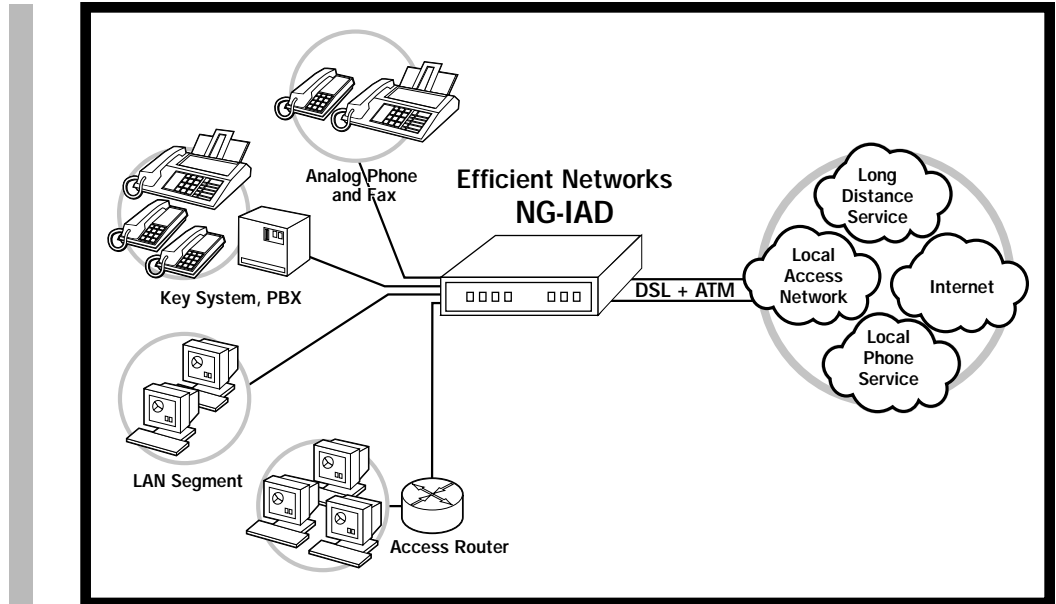 Analog Phone
and Fax
Efficient Networks
NG-IAD
Long
Distance
Service
Local
Access
Network
Internet
Key System, PBX
DSL + ATM
Local
Phone
Service
LAN Segment
Access Router